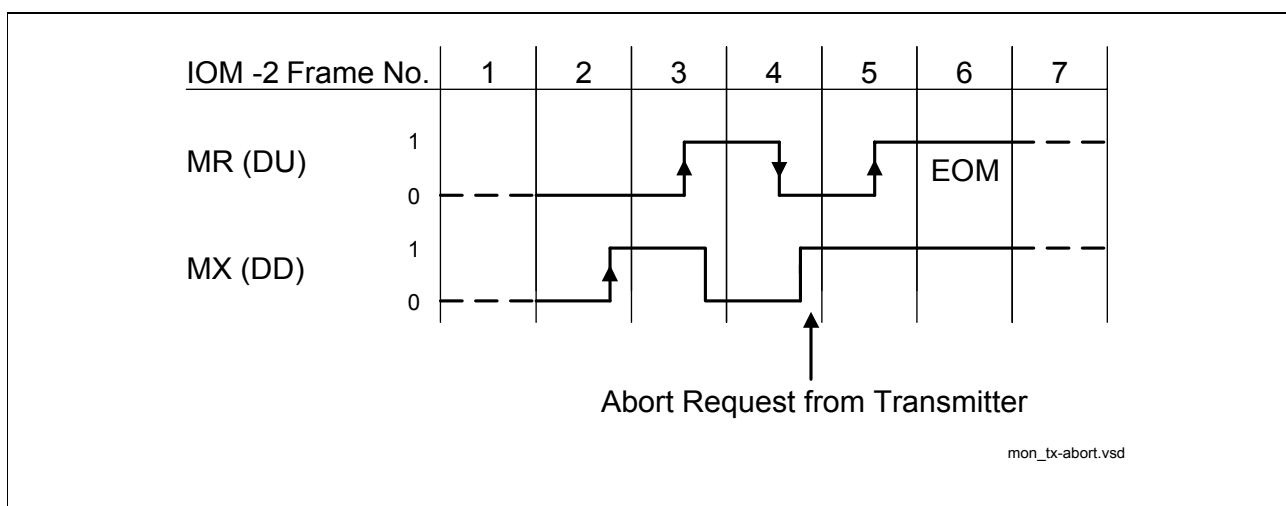 IOM -2 Frame No. 1 2 3 4 5 6 7
1
MR (DU) EOM
0
1
MX (DD)
0
Abort Request from Transmitter
mon_tx-abort.vsd